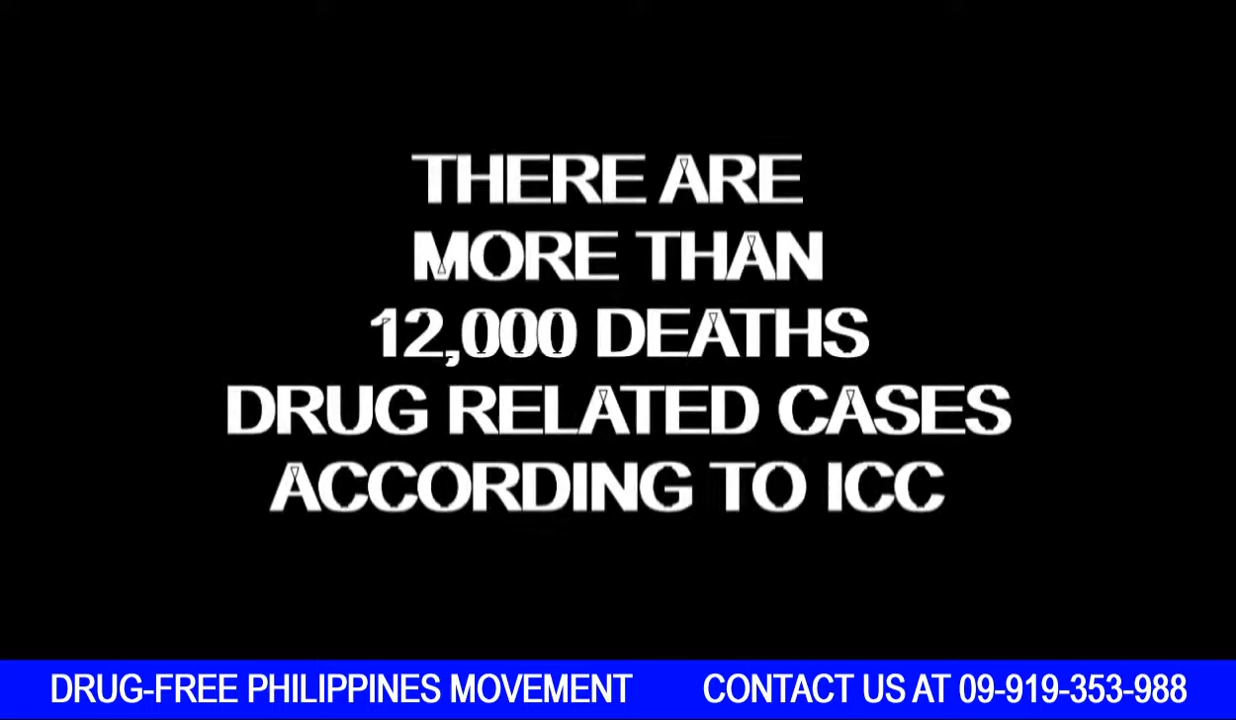 THERE ARE
MORE THAN
12,000 DEATHS
DRUG RELATED CASES
ACCORDING TO ICC
DRUG-FREE PHILIPPINES MOVEMENT CONTACT US AT 09-919-353-988